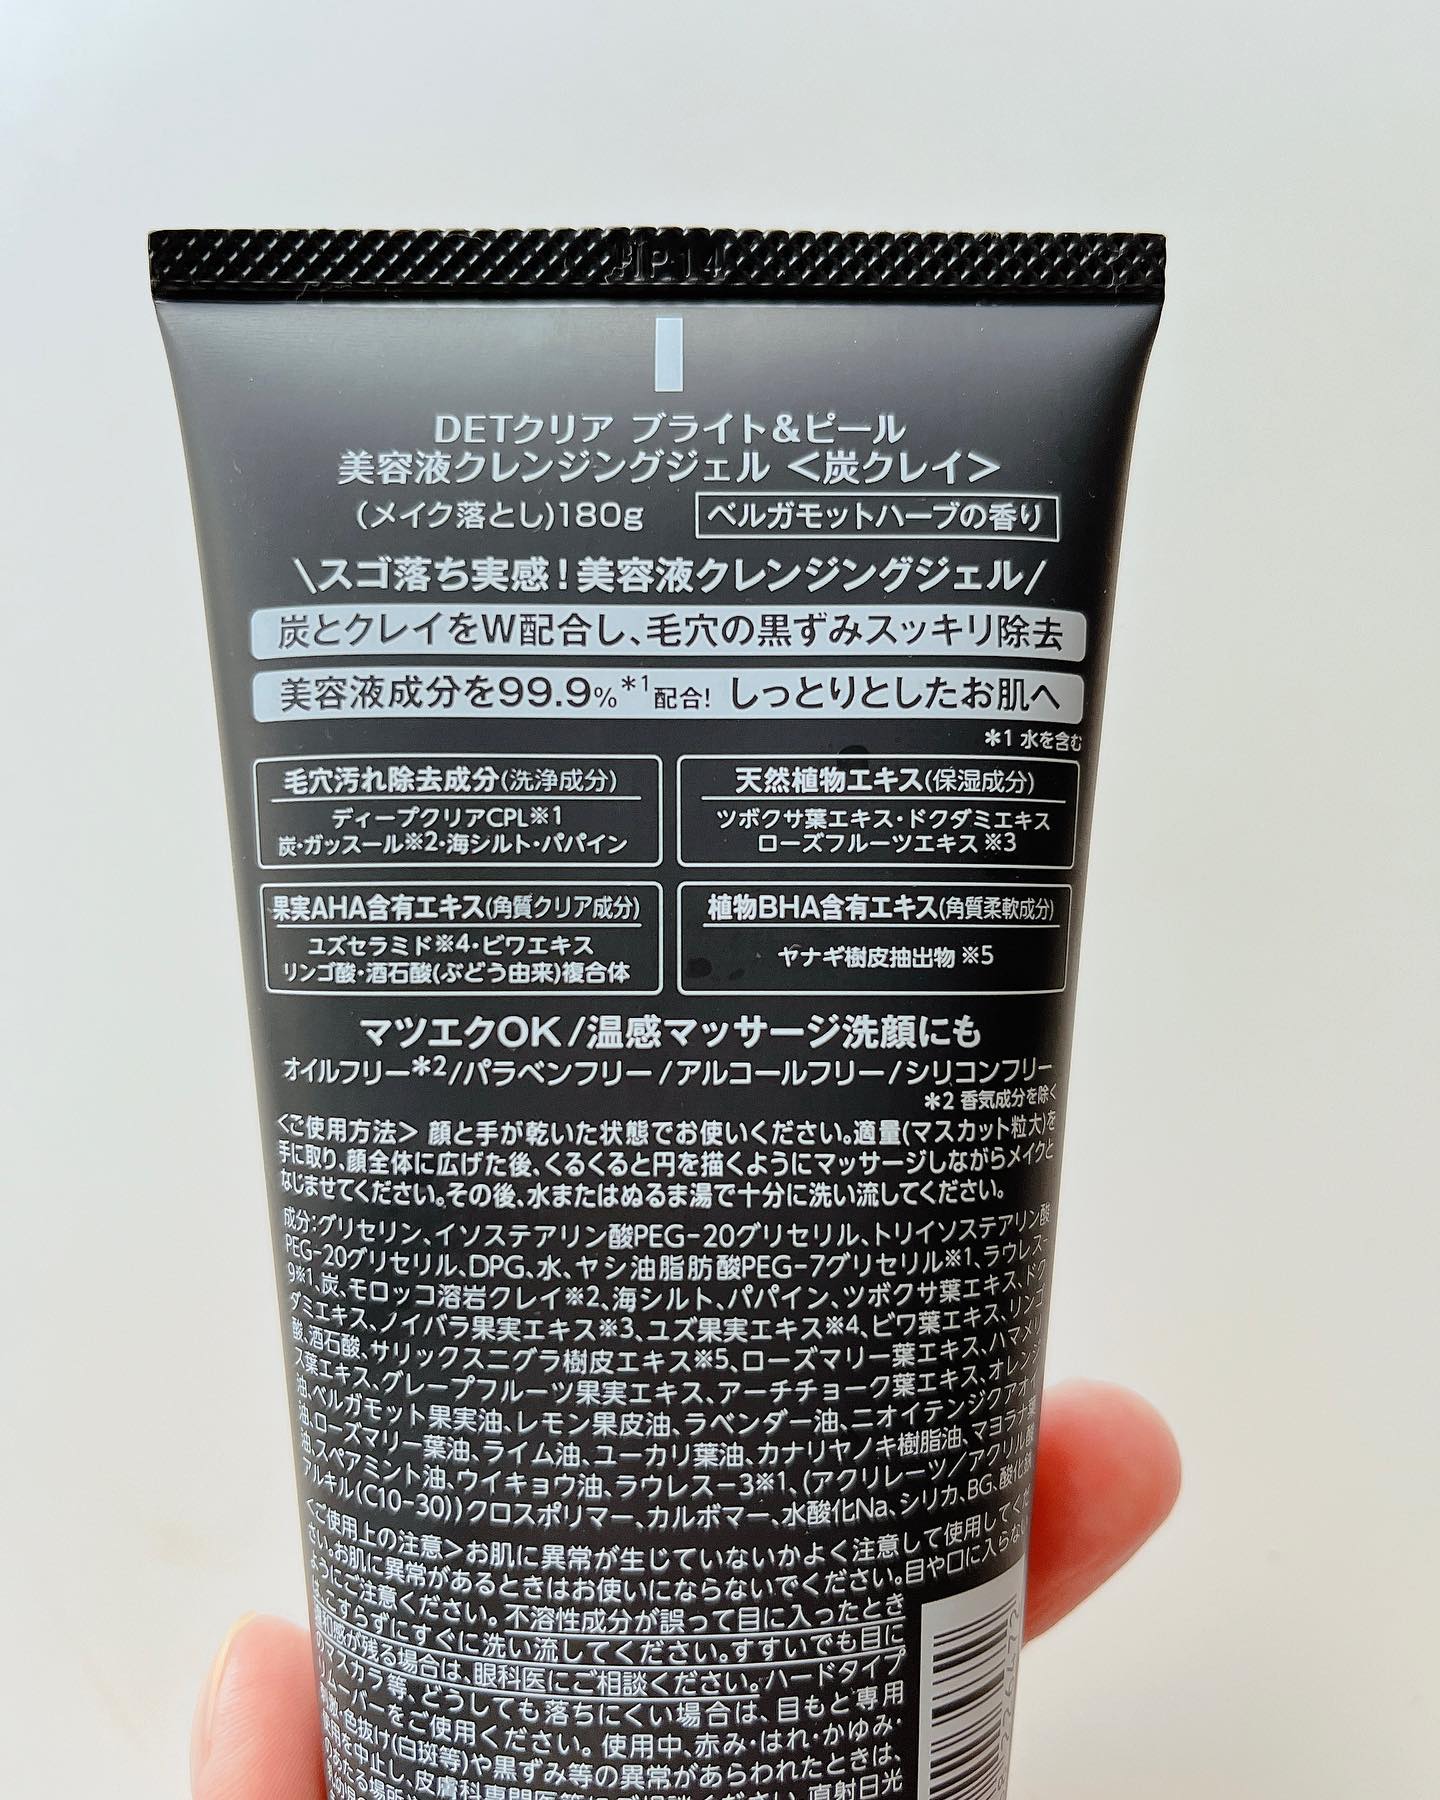 JP14
DETクリア ブライト&ピール
美容液クレンジングジェル <炭クレイ>
(メイク落とし)180g ベルガモットハーブの香り
\スゴ落ち実感!美容液クレンジングジェル/
炭とクレイをW配合し、毛穴の黒ずみスッキリ除去
美容液成分を99.9%*1配合! しっとりとしたお肌へ
*1 水を含む
毛穴汚れ除去成分(洗浄成分)
ディープクリアCPL※1
炭・ガッスール※2・海シルト・パパイン
天然植物エキス(保湿成分)
ツボクサ葉エキス・ドクダミエキス
ローズフルーツエキス ※3
果実AHA含有エキス(角質クリア成分)
ユズセラミド※4・ビワエキス
リンゴ酸・酒石酸(ぶどう由来)複合体
植物BHA含有エキス(角質柔軟成分)
ヤナギ樹皮抽出物 ※5
マツエクOK/温感マッサージ洗顔にも
オイルフリー*2//パラベンフリー/アルコールフリー/シリコンフリー
*2 香気成分を除く
<ご使用方法> 顔と手が乾いた状態でお使いください。適量(マスカット粒大)を
手に取り、顔全体に広げた後、くるくると円を描くようにマッサージしながらメイクと
なじませてください。その後、水またはぬるま湯で十分に洗い流してください。
成分:グリセリン、イソステアリン酸PEG-20グリセリル、トリイソステアリン酸
PEG-20グリセリル、DPG、水、ヤシ油脂肪酸PEG-7グリセリル※1、ラウレス-
9※1、炭、モロッコ溶岩クレイ※2、海シルト、パパイン、ツボクサ葉エキス、ドク
ダミエキス、ノイバラ果実エキス※3、ユズ果実エキス※4、ビワ葉エキス、リンゴ
酸、酒石酸、サリックスニグラ樹皮エキス※5、ローズマリー葉エキス、ハマメリ
ス葉エキス、グレープフルーツ果実エキス、アーチチョーク葉エキス、オレンジ
油、ベルガモット果実油、レモン果皮油、ラベンダー油、ニオイテンジクアオイ
油、ローズマリー葉油、ライム油、ユーカリ葉油、カナリヤノキ樹脂油、マヨラナ葉
油、スペアミント油、ウイキョウ油、ラウレス-3※1、(アクリレーツ/アクリル酸
アルキル(C10-30))クロスポリマー、カルボマー、水酸化Na、シリカ、BG、酸化鉄
<ご使用上の注意>お肌に異常が生じていないかよく注意して使用してくだ
さい。お肌に異常があるときはお使いにならないでください。目や口に入らない
ようにご注意ください。不溶性成分が誤って目に入ったとき
は、こすらずにすぐに洗い流してください。すすいでも目に
違和感が残る場合は、眼科医にご相談ください。ハードタイプ
のマスカラ等、どうしても落ちにくい場合は、目もと専用
リムーバーをご使用ください。使用中、赤み・はれ・かゆみ・
刺激、色抜け(白斑等)や黒ずみ等の異常があらわれたときは、
使用を中止し、皮膚科専門医等にご相談ください。直射日光